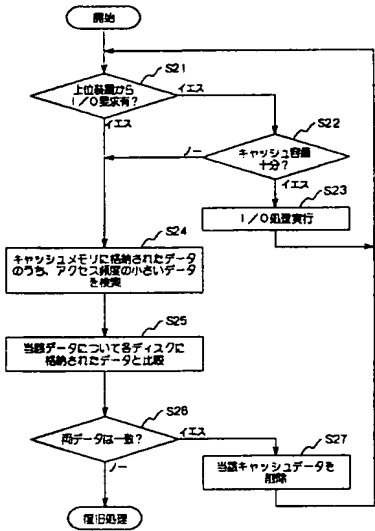 開始
S21
上位装置から
I/O要求有?
イエス
イエス
S22
キャッシュ容量
十分?
ノー
イエス
S23
I/O処理実行
S24
キャッシュメモリに格納されたデータ
のうち、アクセス頻度の小さいデータ
を検索
S25
当該データについて各ディスクに
格納されたデータと比較
S26
両データは一致?
イエス
ノー
S27
当該キャッシュデータを
削除
復旧処理